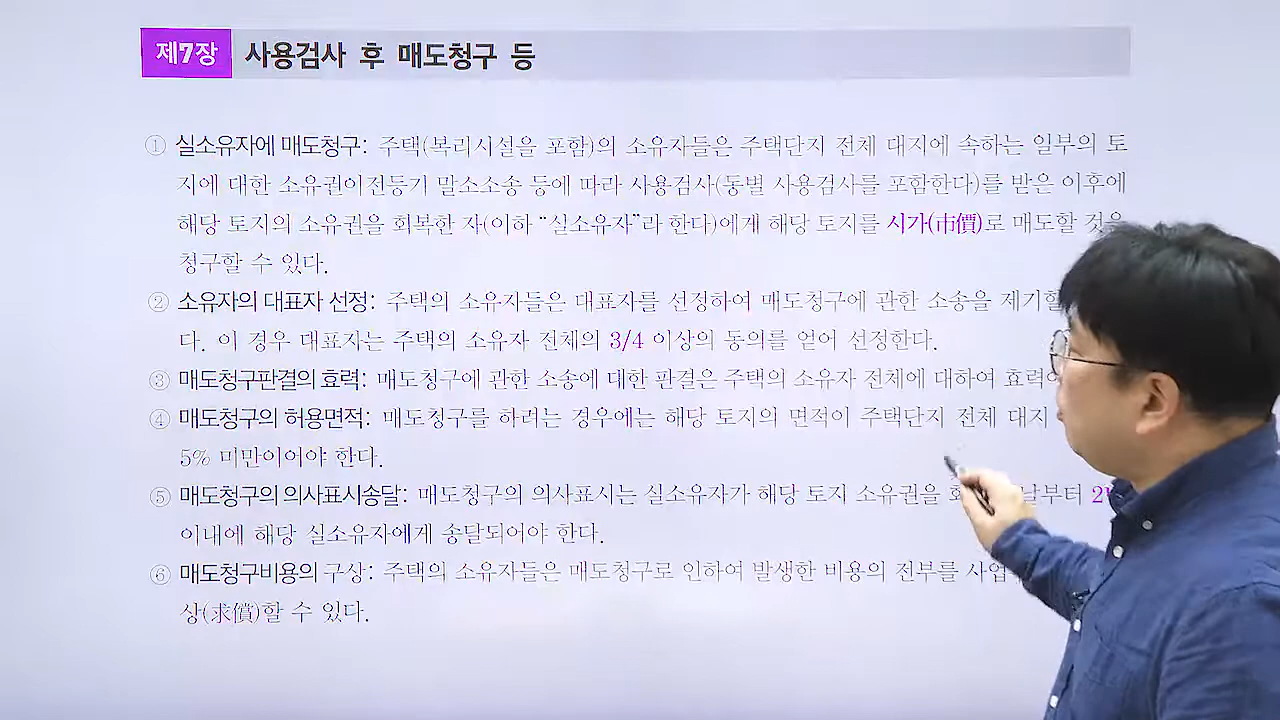 제7장 사용검사 후 매도청구 등
① 실소유자에 매도청구: 주택(복리시설을 포함)의 소유자들은 주택단지 전체 대지에 속하는 일부의 토
지에 대한 소유권이전등기 말소소송 등에 따라 사용검사(동별 사용검사를 포함한다)를 받은 이후에
해당 토지의 소유권을 회복한 자(이하 “실소유자”라 한다)에게 해당 토지를 시가(市價)로 매도할 것을
청구할 수 있다.
② 소유자의 대표자 선정: 주택의 소유자들은 대표자를 선정하여 매도청구에 관한 소송을 제기할
다. 이 경우 대표자는 주택의 소유자 전체의 3/4 이상의 동의를 얻어 선정한다.
③ 매도청구판결의 효력: 매도청구에 관한 소송에 대한 판결은 주택의 소유자 전체에 대하여
④ 매도청구의 허용면적: 매도청구를 하려는 경우에는 해당 토지의 면적이 주택단지 전체 대지
5% 미만이어야 한다.
⑤ 매도청구의 의사표시송달: 매도청구의 의사표시는 실소유자가 해당 토지 소유권을
이내에 해당 실소유자에게 송달되어야 한다.
⑥ 매도청구비용의 구상: 주택의 소유자들은 매도청구로 인하여 발생한 비용의 전부를
상(求償)할 수 있다.